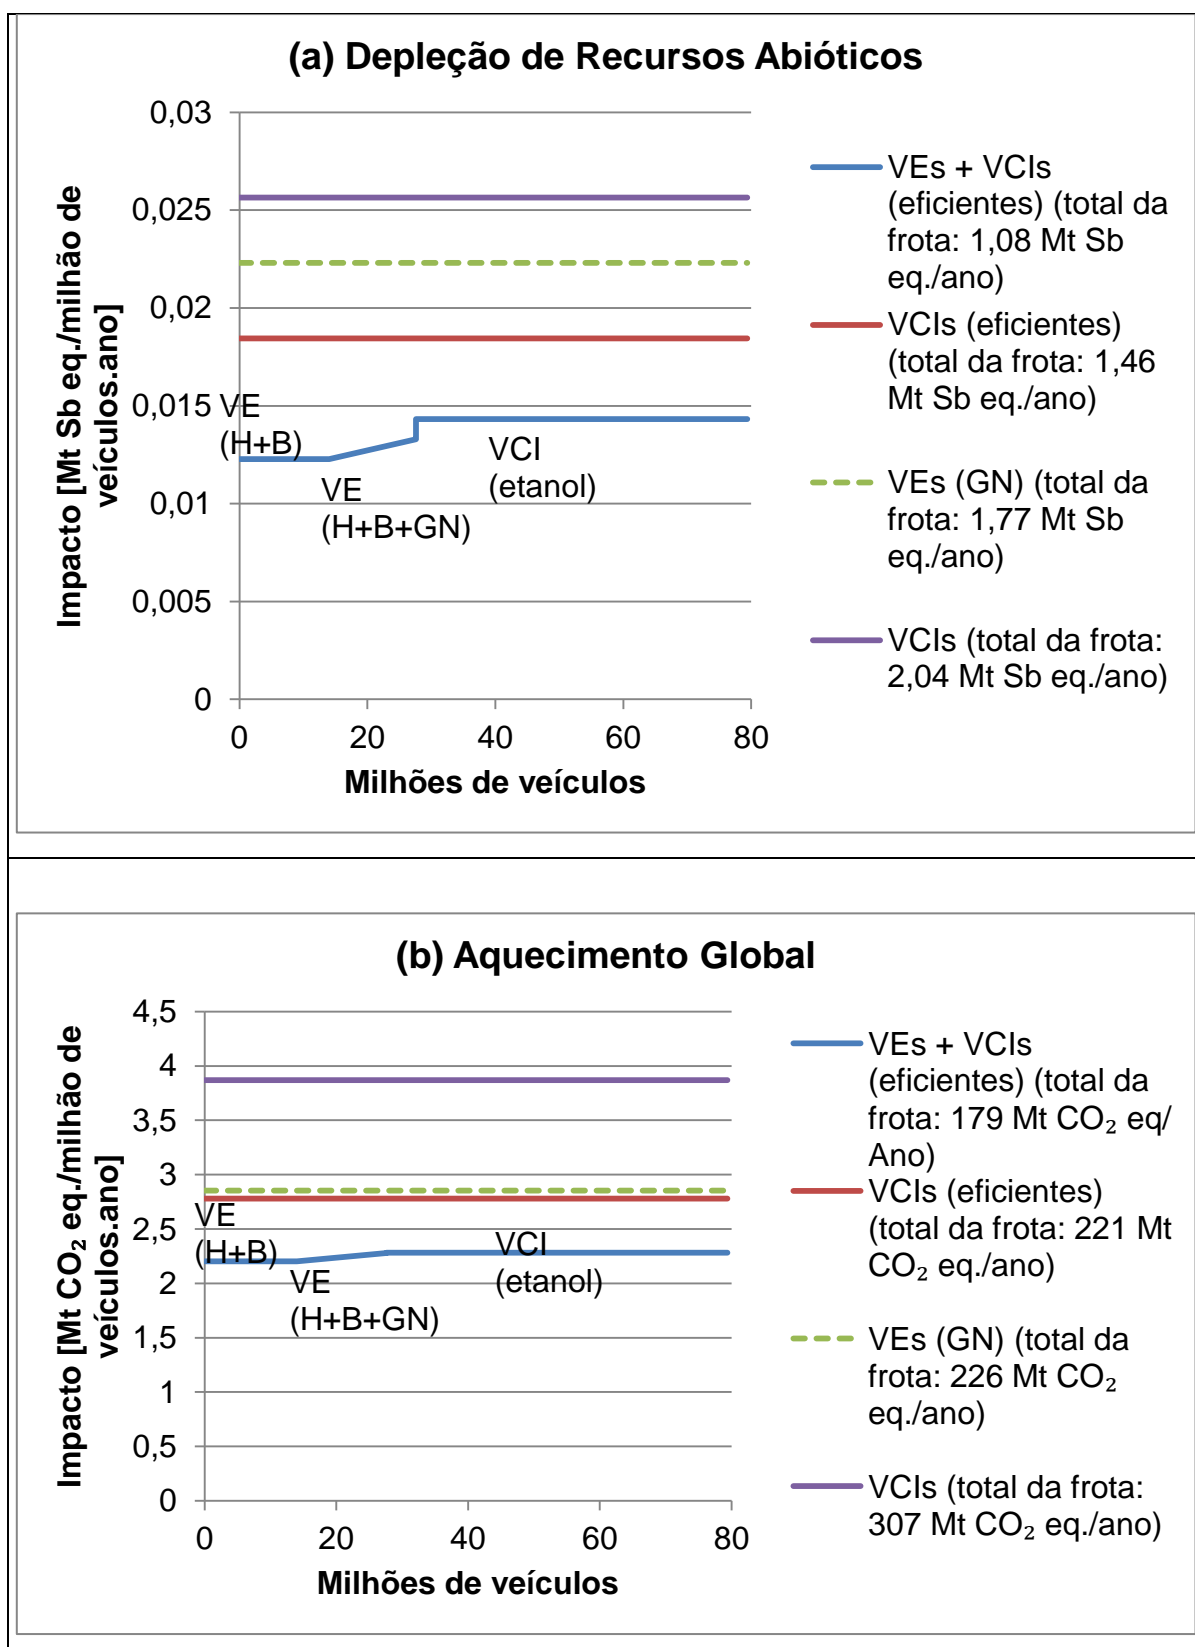 (a) Depleção de Recursos Abióticos
Impacto [Mt Sb eq./milhão de
veículos.ano]
0,03
0,025
0,02
0,015
0,01
0,005
0
VE
(H+B)
VE
(H+B+GN)
VCI
(etanol)
0 20 40 60 80
Milhões de veículos
VEs + VCIs
(eficientes) (total da
frota: 1,08 Mt Sb
eq./ano)
VCIs (eficientes)
(total da frota: 1,46
Mt Sb eq./ano)
VEs (GN) (total da
frota: 1,77 Mt Sb
eq./ano)
VCIs (total da frota:
2,04 Mt Sb eq./ano)
(b) Aquecimento Global
Impacto [Mt CO₂ eq./milhão de
veículos.ano]
4,5
4
3,5
3
2,5
2
1,5
1
0,5
0
VE
(H+B)
VE
(H+B+GN)
VCI
(etanol)
0 20 40 60 80
Milhões de veículos
VEs + VCIs
(eficientes) (total da
frota: 179 Mt CO₂ eq/
Ano)
VCIs (eficientes)
(total da frota: 221 Mt
CO₂ eq./ano)
VEs (GN) (total da
frota: 226 Mt CO₂
eq./ano)
VCIs (total da frota:
307 Mt CO₂ eq./ano)